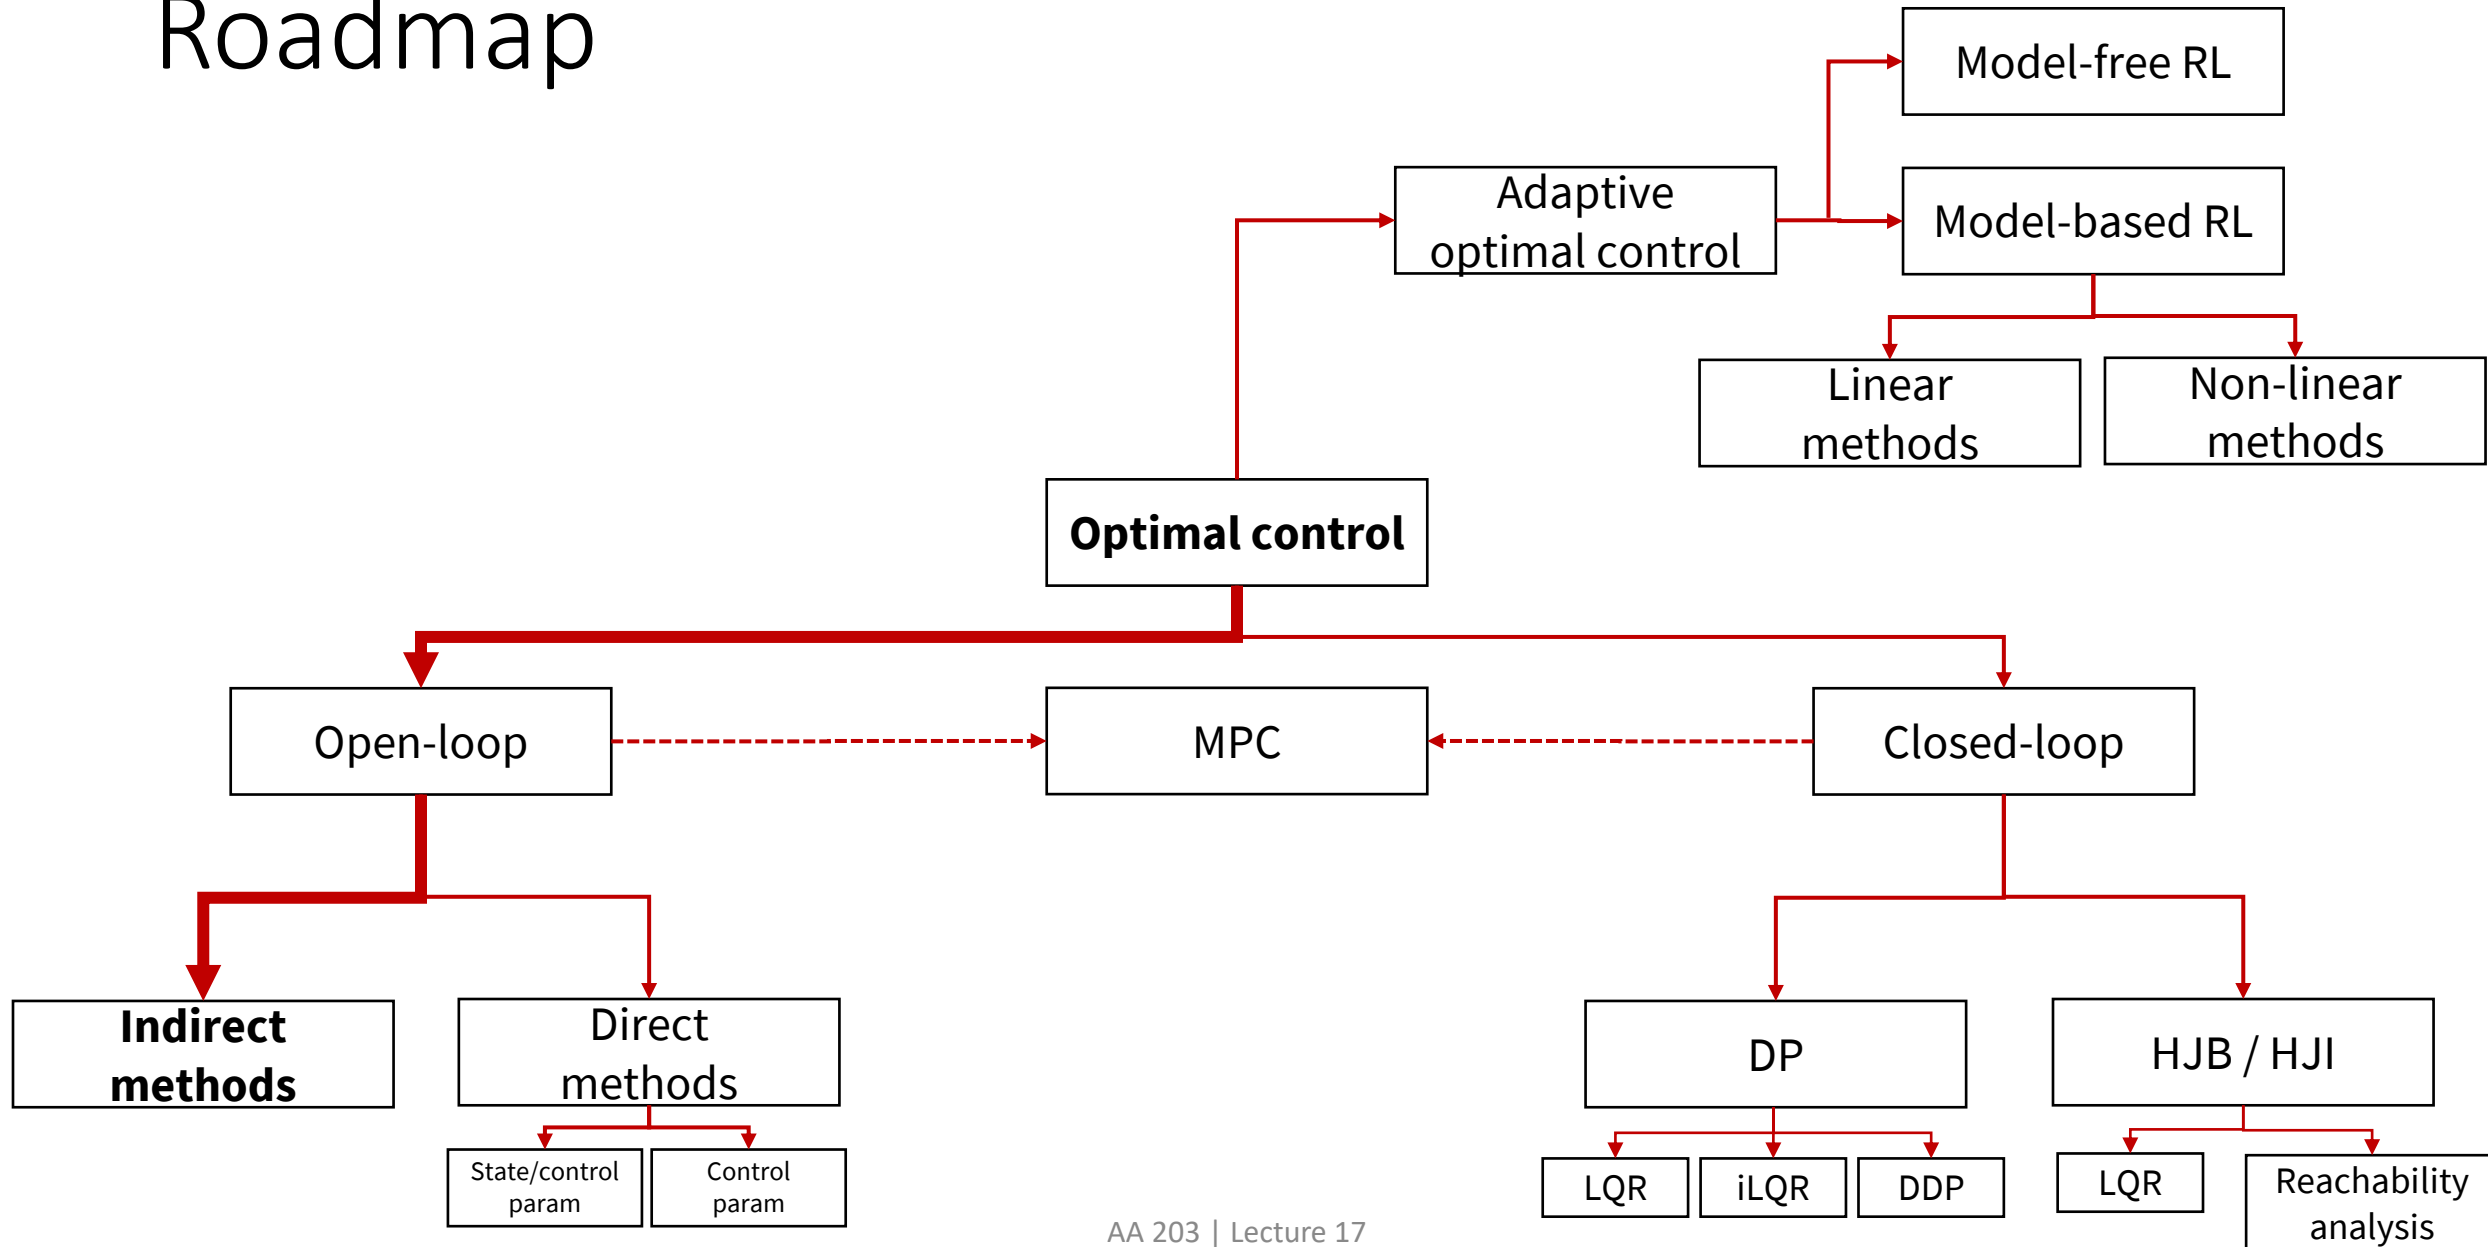 Roadmap
Model-free RL
Adaptive
optimal control
Model-based RL
Linear
methods
Non-linear
methods
Optimal control
Open-loop
MPC
Closed-loop
Indirect
methods
Direct
methods
DP
HJB / HJI
State/control
param
Control
param
LQR
iLQR
DDP
LQR
Reachability
analysis
AA 203 | Lecture 17